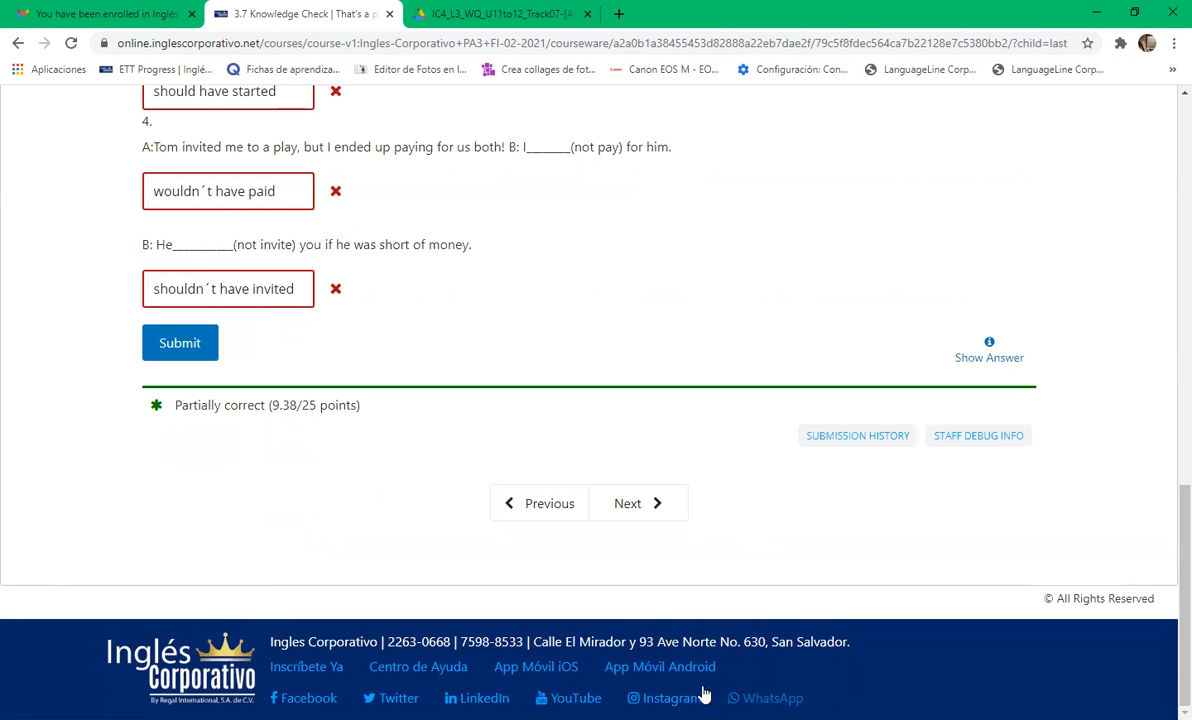 You have been enrolled in Inglés
3.7 Knowledge Check | That's a p
IC4_L3_WQ_U11to12_Track07-[A
online.inglescorporativo.net/courses/course-v1:Ingles-Corporativo+PA3+FI-02-2021/courseware/a2a0b1a38455453d82888a22eb7dae2f/79c5f8fdec564ca7b22128e7c5380bb2/?child=last
Aplicaciones
ETT Progress | Inglé...
Fichas de aprendiza...
Editor de Fotos en l...
Crea collages de fot...
Canon EOS M - EO...
Configuración: Con...
LanguageLine Corp...
LanguageLine Corp...
»
should have started
4.
A:Tom invited me to a play, but I ended up paying for us both! B: I_______(not pay) for him.
wouldn´t have paid
B: He__________(not invite) you if he was short of money.
shouldn´t have invited
Submit
Show Answer
Partially correct (9.38/25 points)
SUBMISSION HISTORY
STAFF DEBUG INFO
Previous
Next
© All Rights Reserved
Inglés Corporativo
By Regal International, S.A. de C.V.
Ingles Corporativo | 2263-0668 | 7598-8533 | Calle El Mirador y 93 Ave Norte No. 630, San Salvador.
Inscríbete Ya
Centro de Ayuda
App Móvil iOS
App Móvil Android
Facebook
Twitter
LinkedIn
YouTube
Instagram
WhatsApp